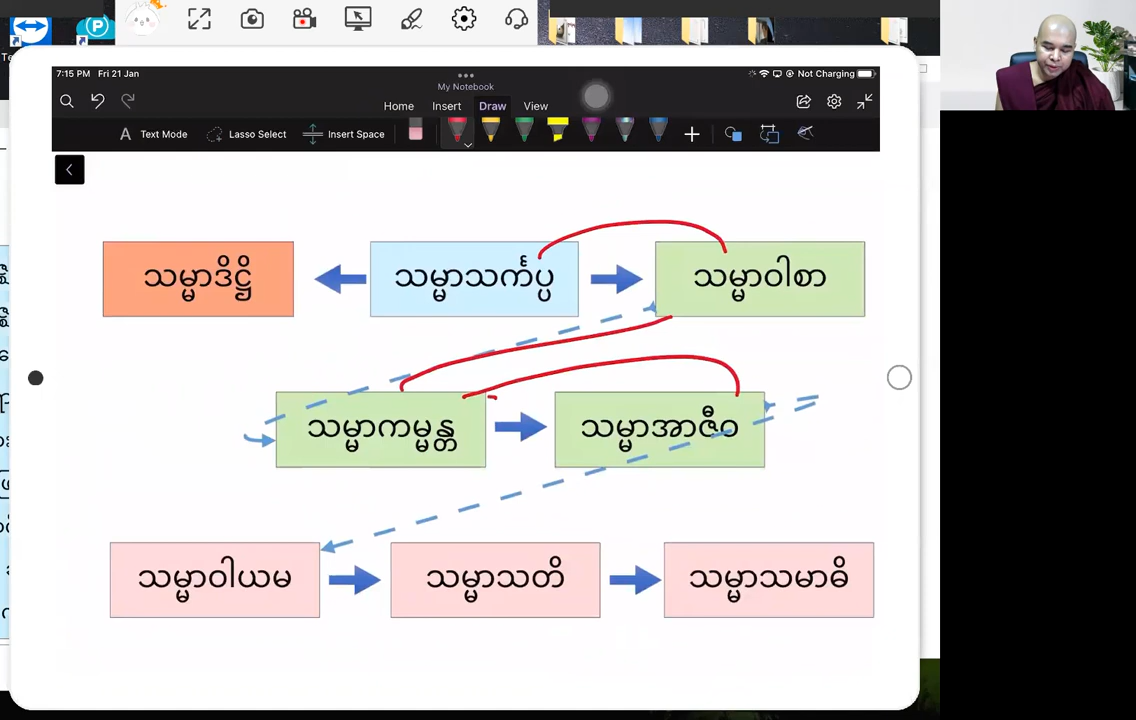 7:15 PM Fri 21 Jan
Not Charging
My Notebook
Home Insert Draw View
Text Mode Lasso Select Insert Space
သမ္မာဒိဋ္ဌိ သမ္မာသင်္ကပ္ပ သမ္မာဝါစာ
သမ္မာကမ္မန္တ သမ္မာအာဇီဝ
သမ္မာဝါယမ သမ္မာသတိ သမ္မာသမာဓိ